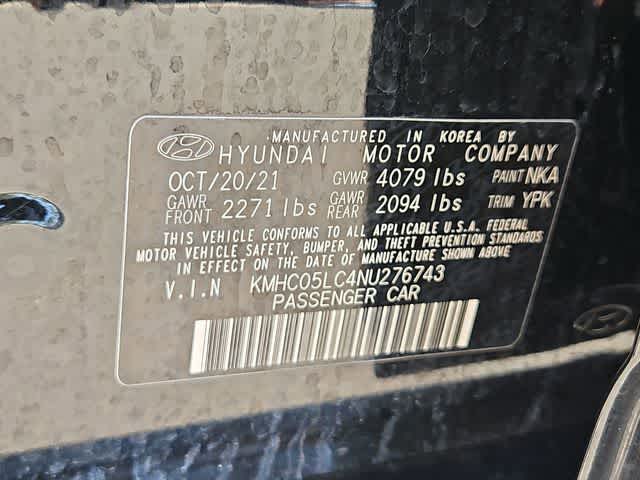 MANUFACTURED IN KOREA BY
HYUNDAI MOTOR COMPANY
OCT/20/21 GVWR 4079 lbs PAINT NKA
GAWR FRONT 2271 lbs GAWR REAR 2094 lbs TRIM YPK
THIS VEHICLE CONFORMS TO ALL APPLICABLE U.S.A. FEDERAL
MOTOR VEHICLE SAFETY, BUMPER, AND THEFT PREVENTION STANDARDS
IN EFFECT ON THE DATE OF MANUFACTURE SHOWN ABOVE
V.I.N KMHC05LC4NU276743
PASSENGER CAR